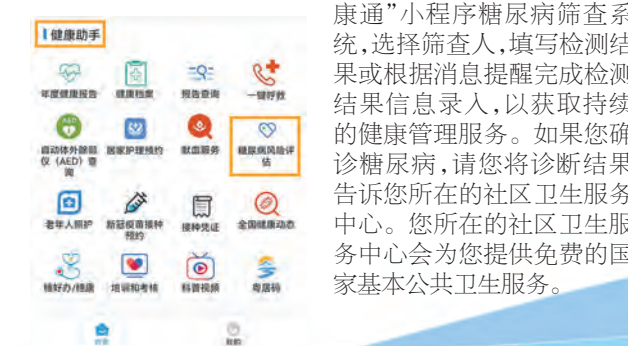 健康助手
年度健康报告 健康档案 报告查询 一键呼救
自动体外除颤 居家护理预约 献血服务 糖尿病风险评
仪（AED）查 估
询
老年人照护 新冠疫苗接种 接种凭证 全国健康动态
预约
培训和考核 科普视频 粤居码
我的
康通”小程序糖尿病筛查系
统,选择筛查人,填写检测结
果或根据消息提醒完成检测
结果信息录入,以获取持续
的健康管理服务。如果您确
诊糖尿病,请您将诊断结果
告诉您所在的社区卫生服务
中心。您所在的社区卫生服
务中心会为您提供免费的国
家基本公共卫生服务。